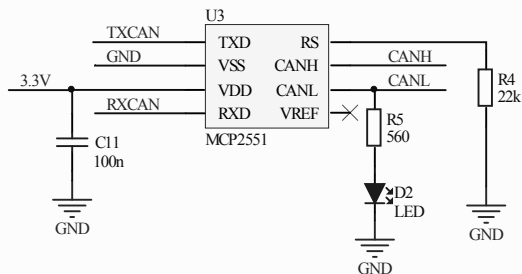 U3
TXCAN
TXD
RS
GND
VSS
CANH
CANH
3.3V
VDD
CANL
CANL
R4
22k
RXCAN
RXD
VREF
R5
560
MCP2551
C11
100n
D2
LED
GND
GND
GND